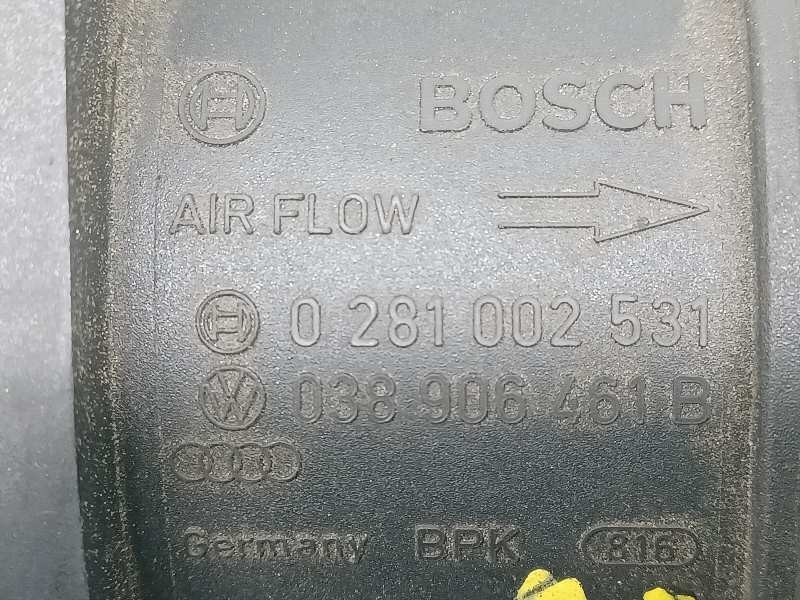 BOSCH
AIR FLOW
0 281 002 531
038 906 461 B
Germany BPK 816